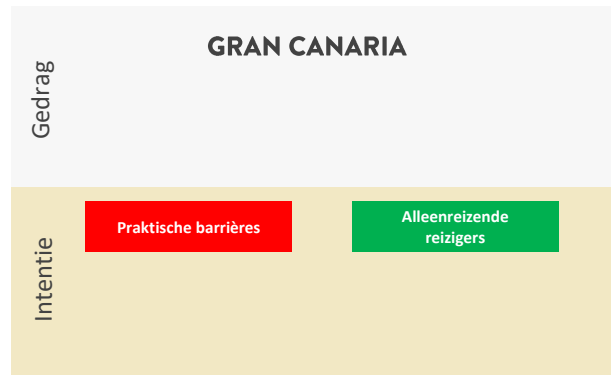 GRAN CANARIA
Gedrag
Praktische barrières
Alleenreizende
reizigers
Intentie